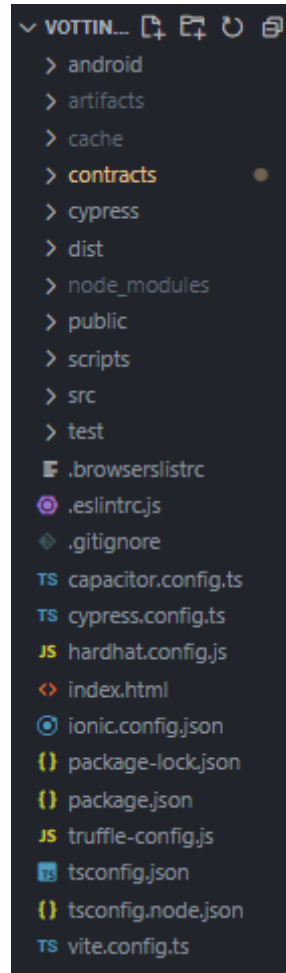 VOTTIN...
android
artifacts
cache
contracts
cypress
dist
node_modules
public
scripts
src
test
.browserslistrc
.eslintrc.js
.gitignore
TS capacitor.config.ts
TS cypress.config.ts
JS hardhat.config.js
<> index.html
ionic.config.json
{} package-lock.json
{} package.json
JS truffle-config.js
TS tsconfig.json
{} tsconfig.node.json
TS vite.config.ts